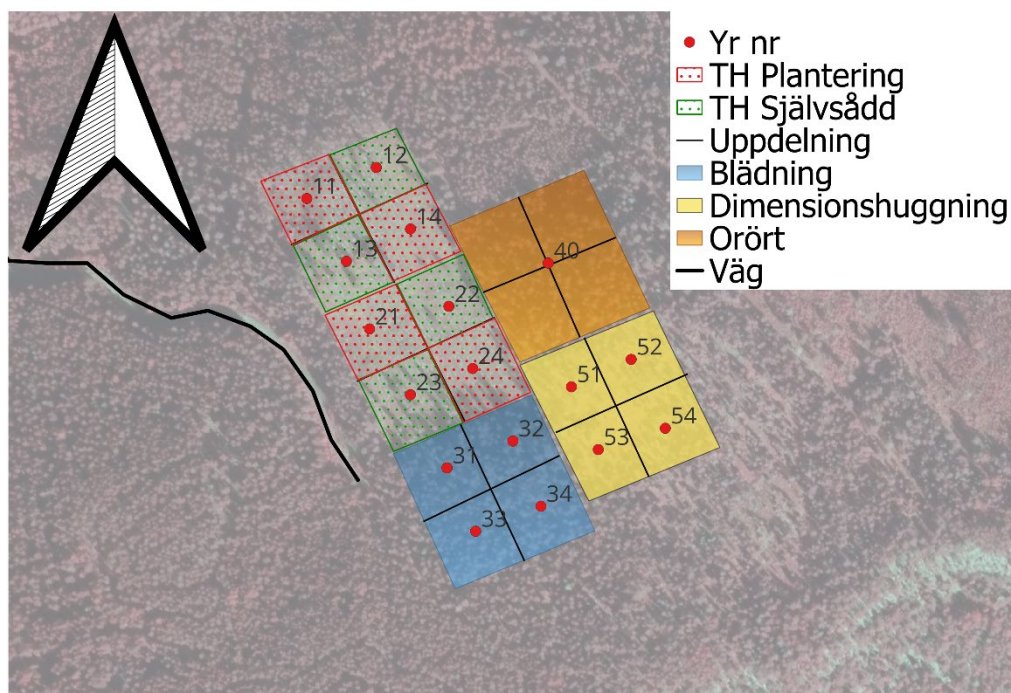 Yr nr
TH Plantering
TH Självsådd
Uppdelning
Blädning
Dimensionshuggning
Orört
Väg
12
11
14
13
40
22
21
24
52
51
23
54
32
53
31
34
33